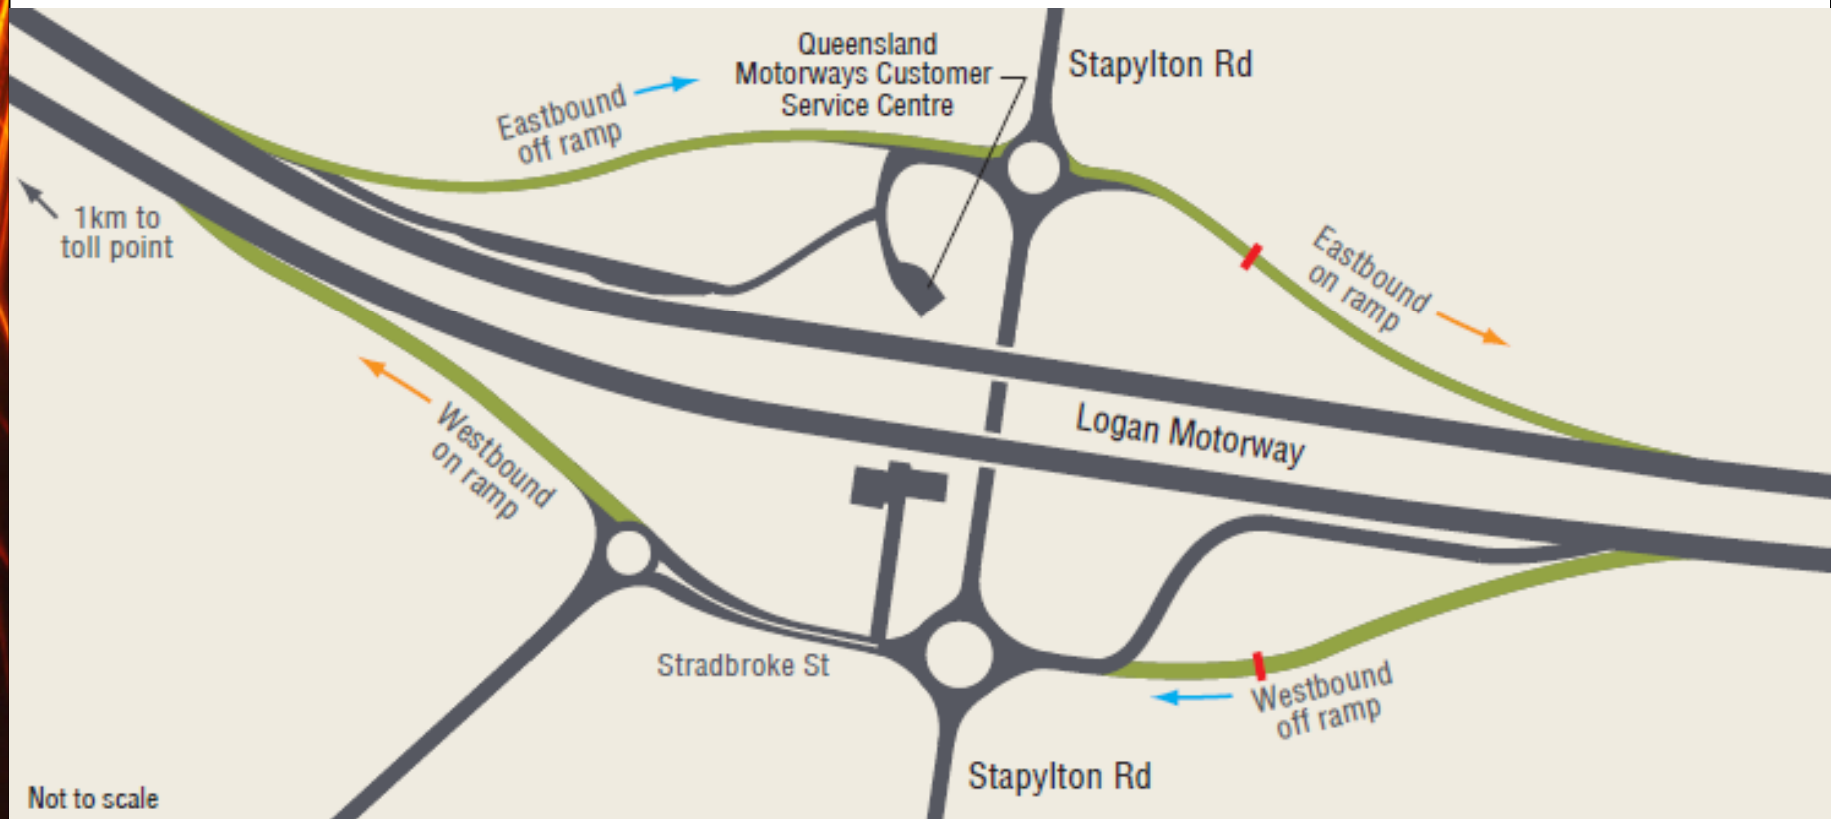 Queensland
Motorways Customer
Service Centre
Stapylton Rd
Eastbound
off ramp
1km to
toll point
Eastbound
on ramp
Logan Motorway
Westbound
on ramp
Stradbroke St
Westbound
off ramp
Stapylton Rd
Not to scale